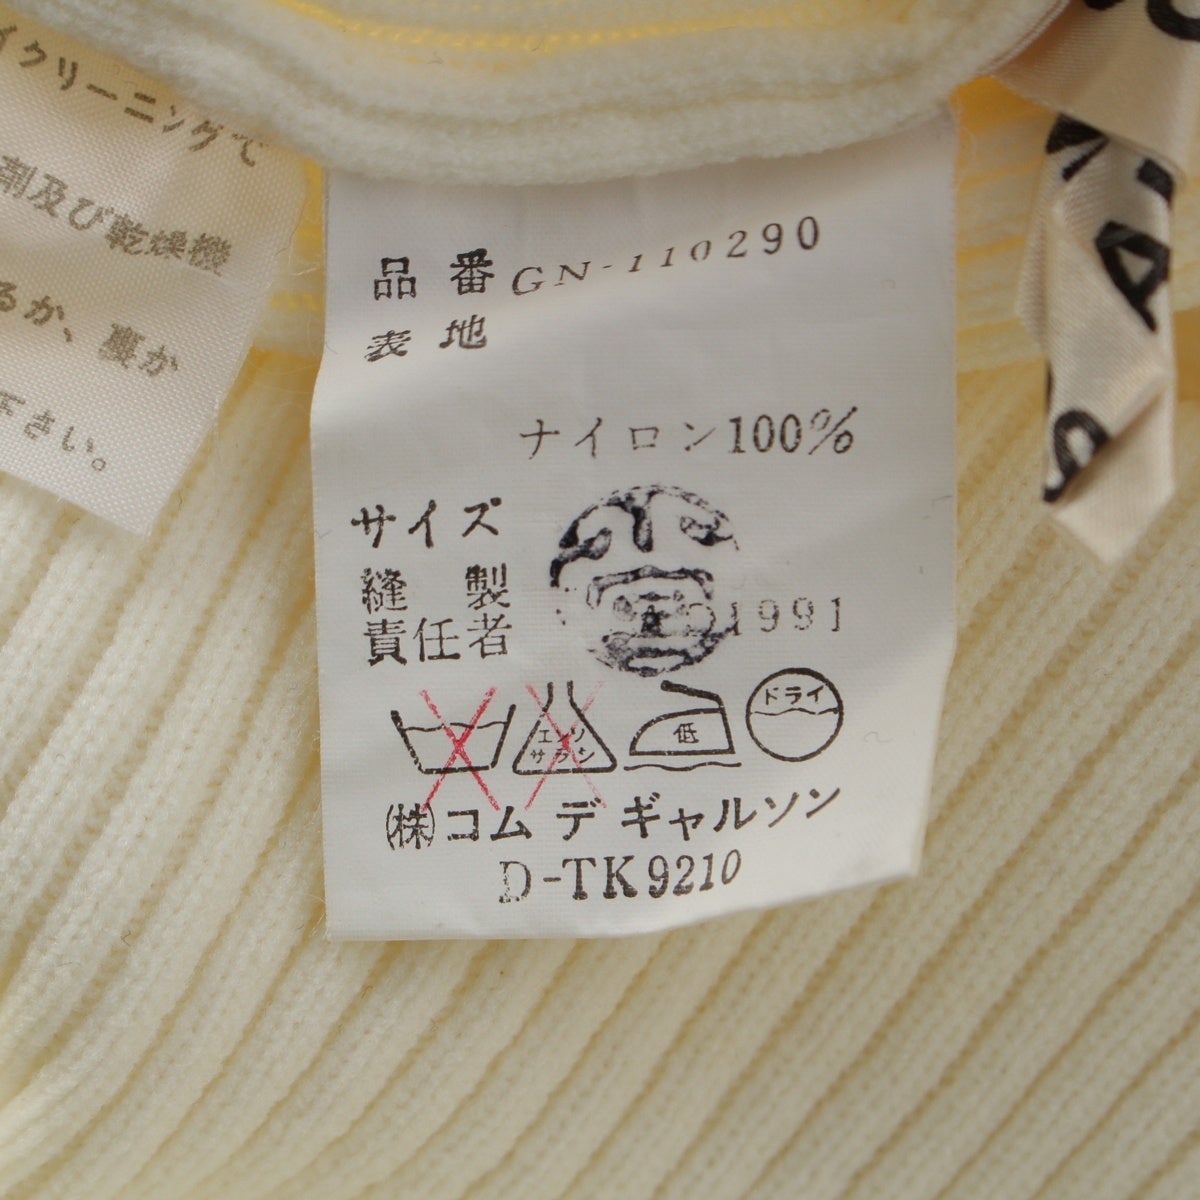 イクリーニングで
剤及び乾燥機
るか、裏か
下さい。
品 番 GN-110290
表 地
ナイロン100%
サイズ
縫 製
責任者
1991
エンソ
サラシ
低
ドライ
㈱コム デ ギャルソン
D-TK9210